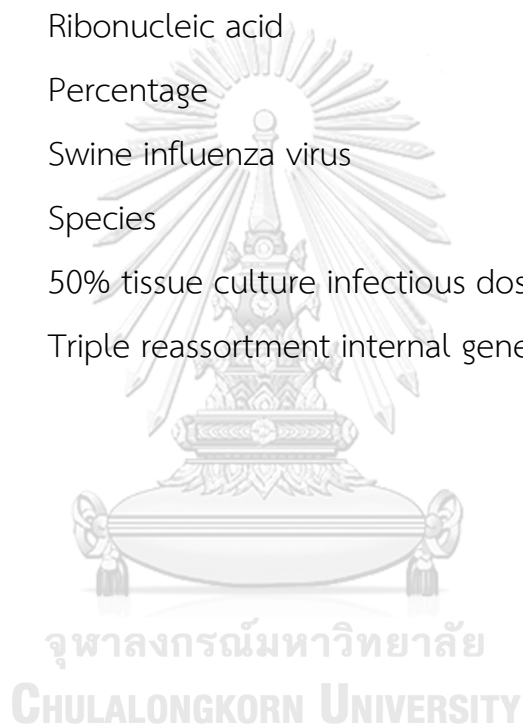 Ribonucleic acid
Percentage
Swine influenza virus
Species
50% tissue culture infectious dos
Triple reassortment internal gene
จุฬาลงกรณ์มหาวิทยาลัย
CHULALONGKORN UNIVERSITY